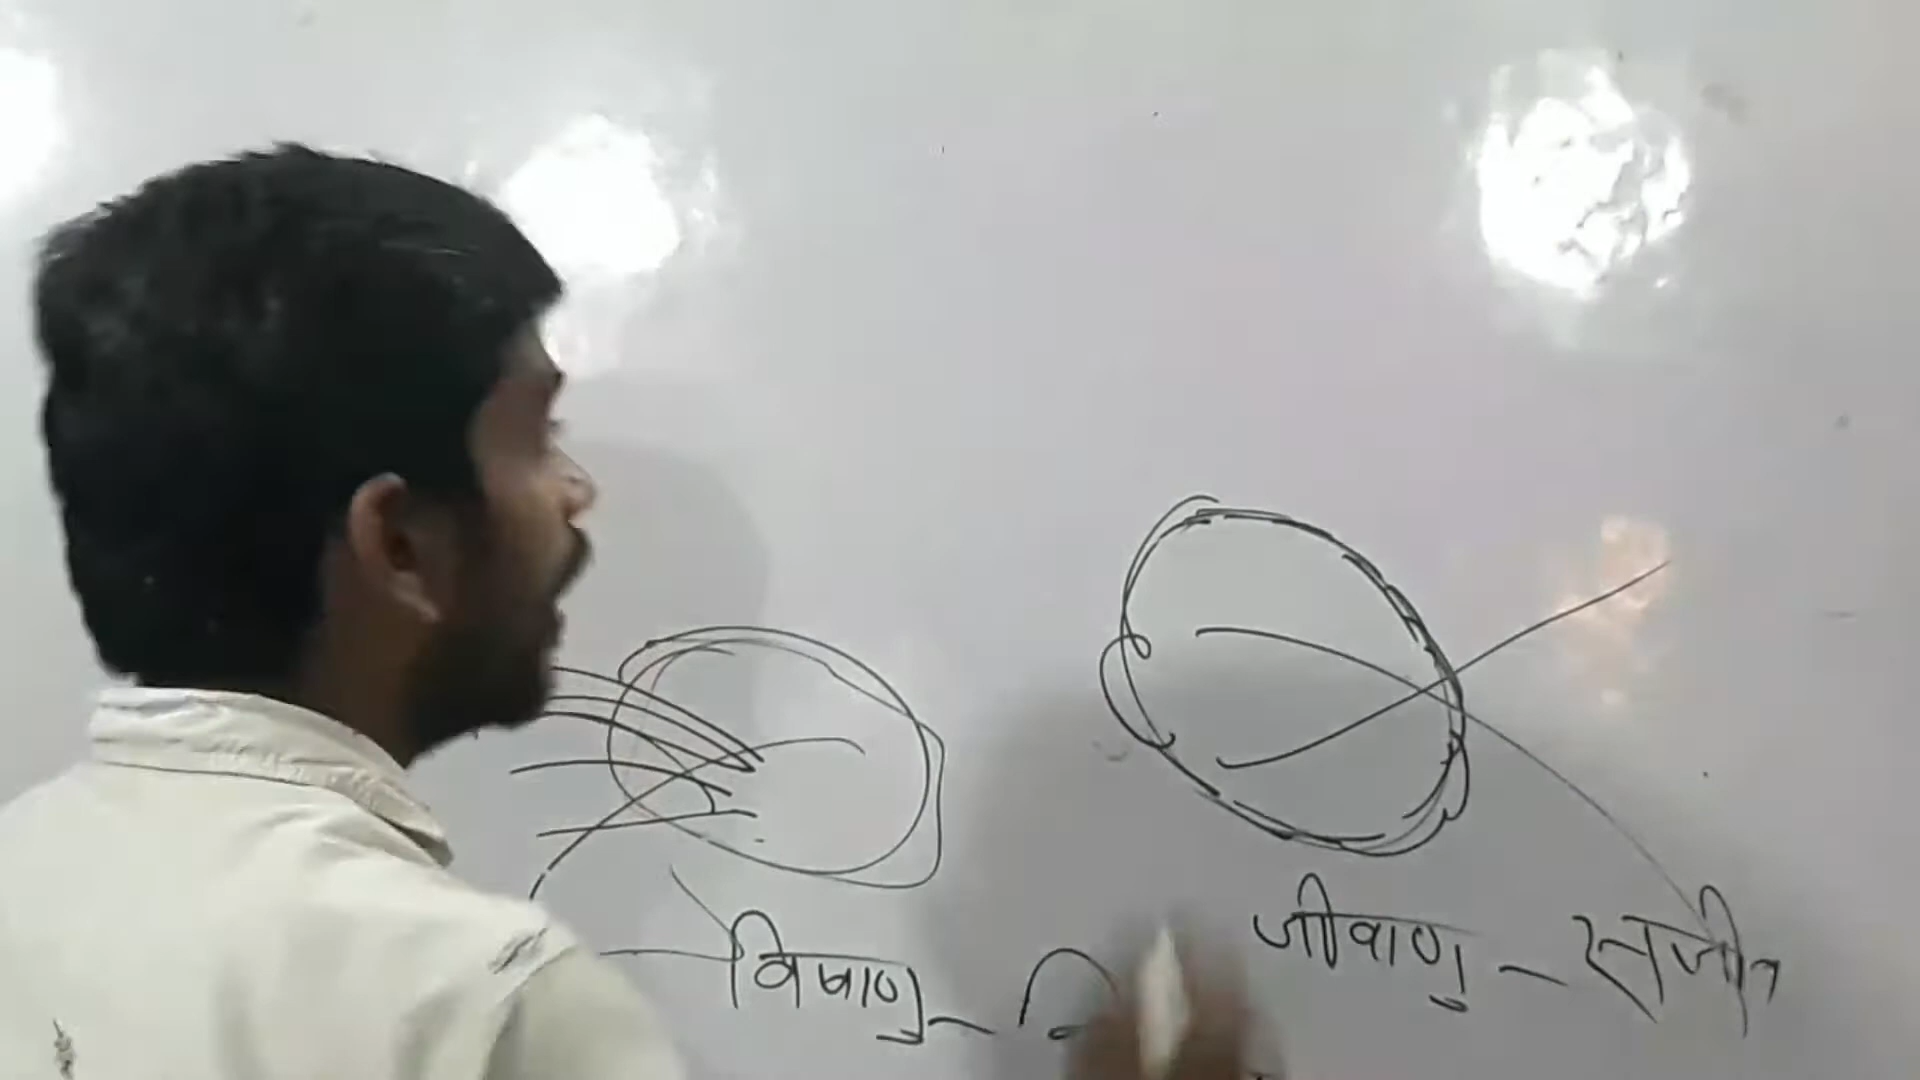 विषाणु - नि
जीवाणु - सजीव